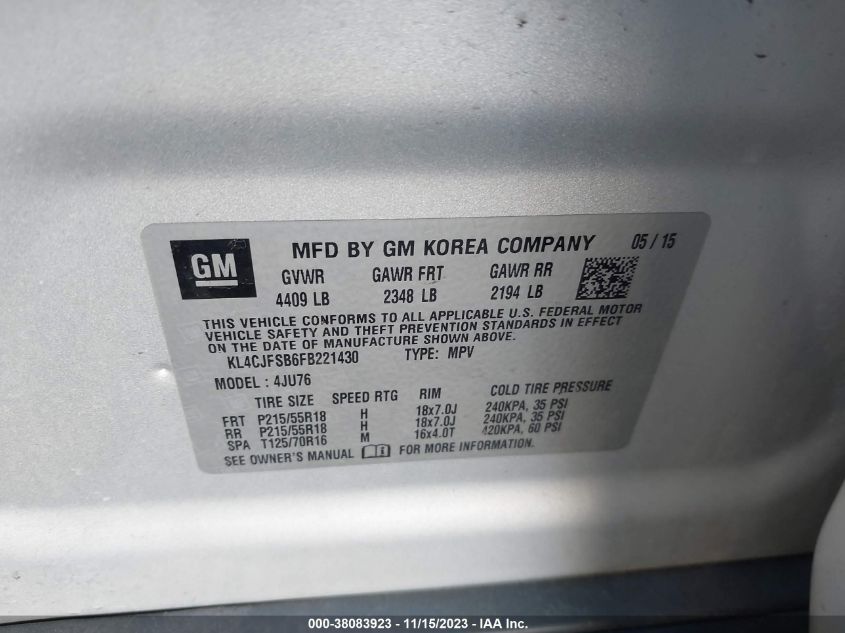 GM
MFD BY GM KOREA COMPANY 05 / 15
GVWR GAWR FRT GAWR RR
4409 LB 2348 LB 2194 LB
THIS VEHICLE CONFORMS TO ALL APPLICABLE U.S. FEDERAL MOTOR
VEHICLE SAFETY AND THEFT PREVENTION STANDARDS IN EFFECT
ON THE DATE OF MANUFACTURE SHOWN ABOVE.
KL4CJFSB6FB221430 TYPE: MPV
MODEL : 4JU76
TIRE SIZE SPEED RTG RIM COLD TIRE PRESSURE
FRT P215/55R18 H 18x7.0J 240KPA, 35 PSI
RR P215/55R18 H 18x7.0J 240KPA, 35 PSI
SPA T125/70R16 M 16x4.0T 420KPA, 60 PSI
SEE OWNER'S MANUAL FOR MORE INFORMATION.
000-38083923 - 11/15/2023 - IAA Inc.